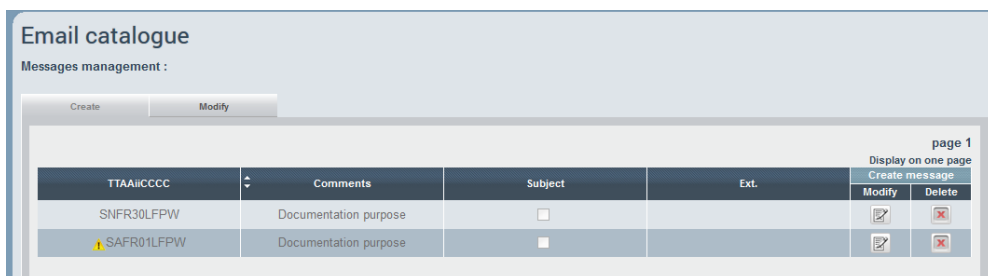 Email catalogue
Messages management :
Create Modify
page 1
Display on one page
TTAAiiCCCC Comments Subject Ext. Create message
Modify Delete
SNFR30LFPW Documentation purpose
SAFR01LFPW Documentation purpose